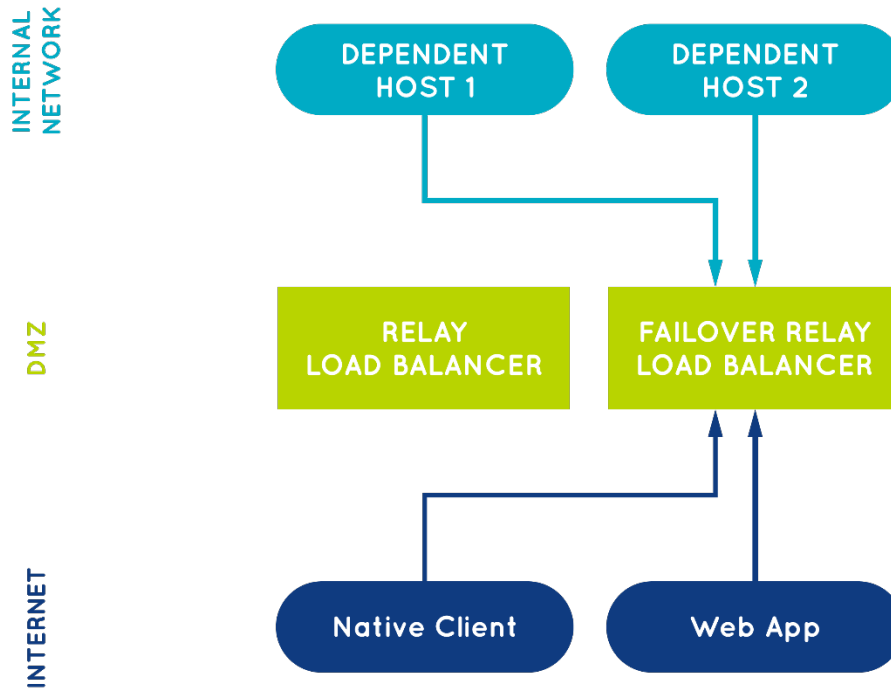 INTERNAL
NETWORK
DEPENDENT
HOST 1
DEPENDENT
HOST 2
DMZ
RELAY
LOAD BALANCER
FAILOVER RELAY
LOAD BALANCER
INTERNET
Native Client
Web App